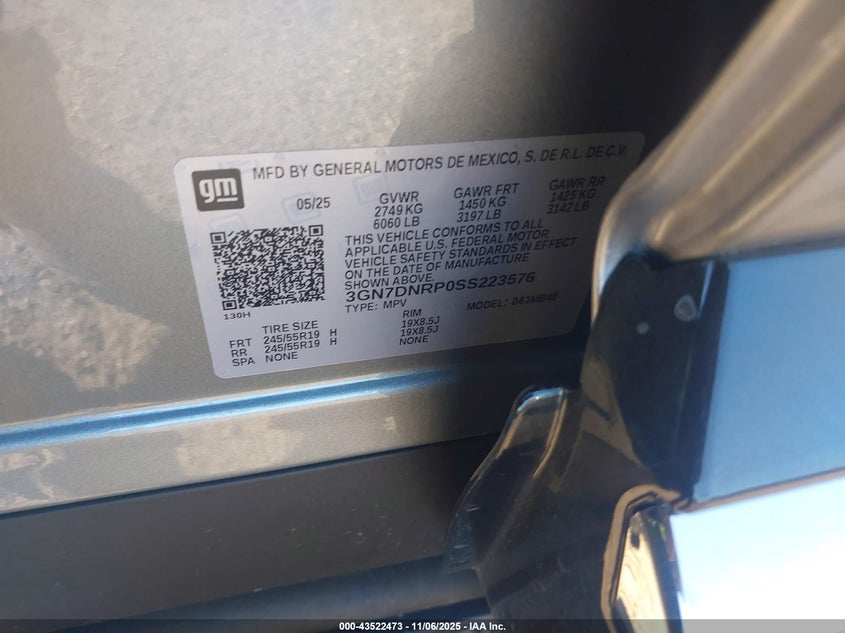 gm
MFD BY GENERAL MOTORS DE MEXICO, S. DE R.L. DE C.V.
05/25
GVWR GAWR FRT GAWR RR
2749 KG 1450 KG 1425 KG
6060 LB 3197 LB 3142 LB
THIS VEHICLE CONFORMS TO ALL
APPLICABLE U.S. FEDERAL MOTOR
VEHICLE SAFETY STANDARDS IN EFFECT
ON THE DATE OF MANUFACTURE
SHOWN ABOVE.
3GN7DNRP0SS223576
TYPE: MPV MODEL: 061MB48
130H
TIRE SIZE RIM
FRT 245/55R19 H 19X8.5J
RR 245/55R19 H 19X8.5J
SPA NONE NONE
000-43522473 — 11/06/2025 — IAA Inc.